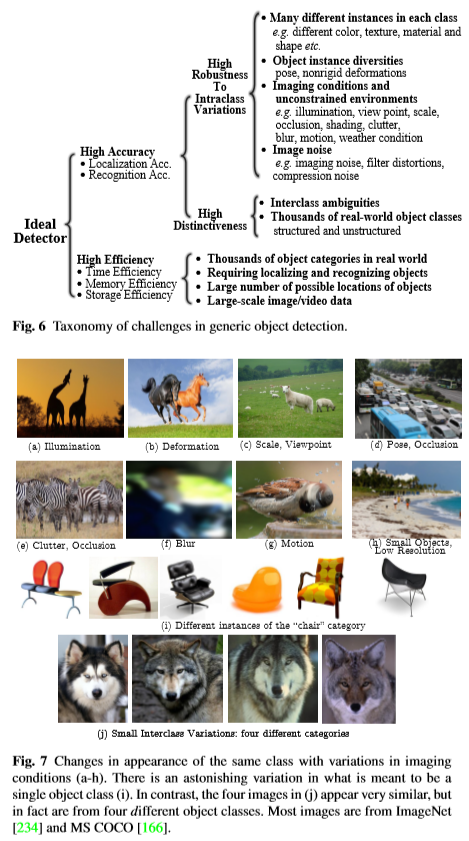 • Many different instances in each class
e.g. different color, texture, material and
shape etc.
High
Robustness
To
Intraclass
Variations
• Object instance diversities
pose, nonrigid deformations
• Imaging conditions and
unconstrained environments
e.g. illumination, view point, scale,
occlusion, shading, clutter,
blur, motion, weather condition
• Image noise
e.g. imaging noise, filter distortions,
compression noise
High Accuracy
• Localization Acc.
• Recognition Acc.
High
Distinctiveness
• Interclass ambiguities
• Thousands of real-world object classes
structured and unstructured
Ideal
Detector
High Efficiency
• Time Efficiency
• Memory Efficiency
• Storage Efficiency
• Thousands of object categories in real world
• Requiring localizing and recognizing objects
• Large number of possible locations of objects
• Large-scale image/video data
Fig. 6 Taxonomy of challenges in generic object detection.
(a) Illumination
(b) Deformation
(c) Scale, Viewpoint
(d) Pose, Occlusion
(e) Clutter, Occlusion
(f) Blur
(g) Motion
(h) Small Objects,
Low Resolution
(i) Different instances of the “chair” category
(j) Small Interclass Variations: four different categories
Fig. 7 Changes in appearance of the same class with variations in imaging
conditions (a-h). There is an astonishing variation in what is meant to be a
single object class (i). In contrast, the four images in (j) appear very similar, but
in fact are from four different object classes. Most images are from ImageNet
[234] and MS COCO [166].